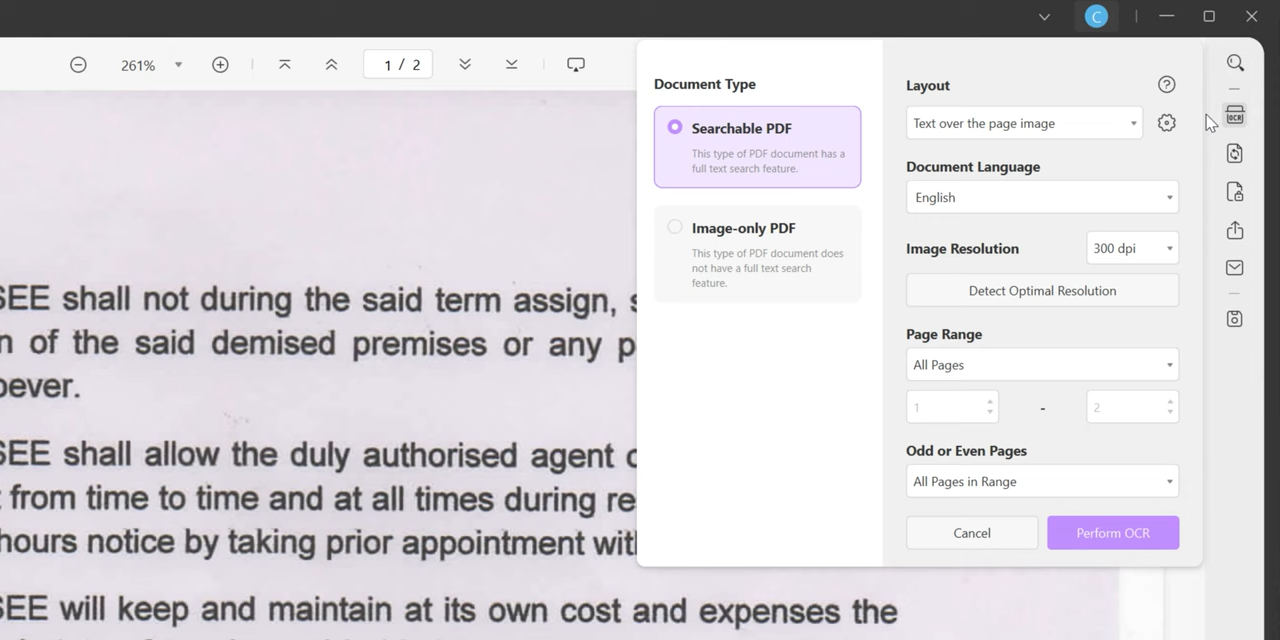 C
261%
1 / 2
Document Type
Searchable PDF
This type of PDF document has a
full text search feature.
Image-only PDF
This type of PDF document does
not have a full text search
feature.
Layout
Text over the page image
OCR
Document Language
English
Image Resolution
300 dpi
Detect Optimal Resolution
Page Range
All Pages
1 - 2
Odd or Even Pages
All Pages in Range
Cancel
Perform OCR
SEE shall not during the said term assign,
n of the said demised premises or any p
oever.
SEE shall allow the duly authorised agent
from time to time and at all times during re
hours notice by taking prior appointment with
SEE will keep and maintain at its own cost and expenses the